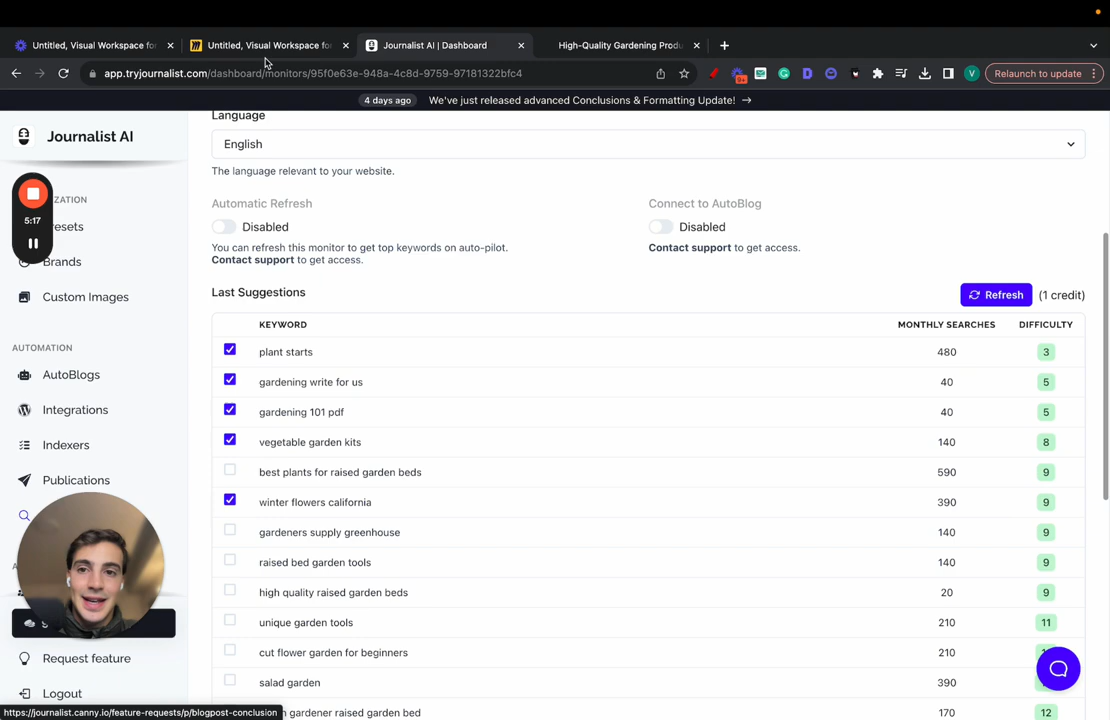 Untitled, Visual Workspace for
Untitled, Visual Workspace for
Journalist AI | Dashboard
High-Quality Gardening Produ
app.tryjournalist.com/dashboard/monitors/95f0e63e-948a-4c8d-9759-97181322bfc4
9+
V
Relaunch to update
4 days ago
We've just released advanced Conclusions & Formatting Update! →
Journalist AI
Language
English
The language relevant to your website.
ZATION
5:17
esets
Brands
Custom Images
AUTOMATION
AutoBlogs
Integrations
Indexers
Publications
Request feature
Logout
Automatic Refresh
Disabled
You can refresh this monitor to get top keywords on auto-pilot.
Contact support to get access.
Connect to AutoBlog
Disabled
Contact support to get access.
Last Suggestions
Refresh
(1 credit)
KEYWORD MONTHLY SEARCHES DIFFICULTY
plant starts 480 3
gardening write for us 40 5
gardening 101 pdf 40 5
vegetable garden kits 140 8
best plants for raised garden beds 590 9
winter flowers california 390 9
gardeners supply greenhouse 140 9
raised bed garden tools 140 9
high quality raised garden beds 20 9
unique garden tools 210 11
cut flower garden for beginners 210
salad garden 390
n gardener raised garden bed 170 12
https://journalist.canny.io/feature-requests/p/blogpost-conclusion